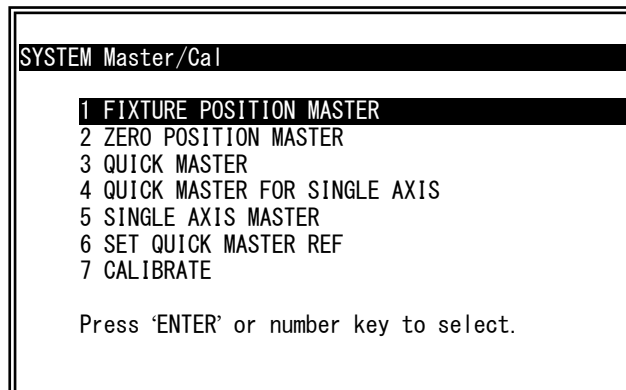 SYSTEM Master/Cal
1 FIXTURE POSITION MASTER
2 ZERO POSITION MASTER
3 QUICK MASTER
4 QUICK MASTER FOR SINGLE AXIS
5 SINGLE AXIS MASTER
6 SET QUICK MASTER REF
7 CALIBRATE
Press ‘ENTER’ or number key to select.